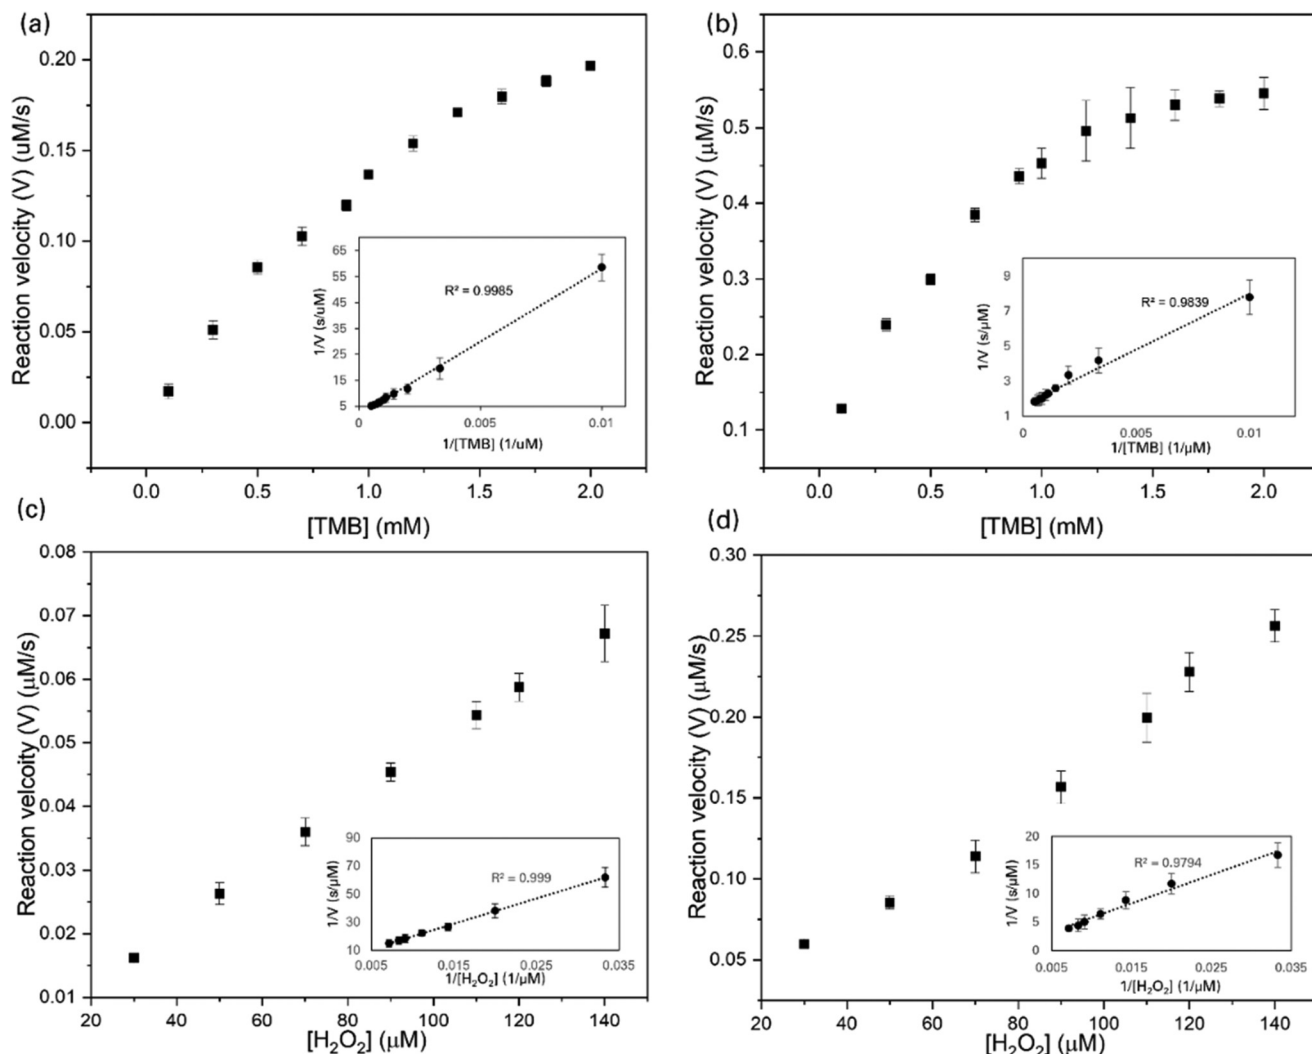 (a)
0.20
0.15
0.10
0.05
0.00
Reaction velocity (V) (uM/s)
0.0 0.5 1.0 1.5 2.0
[TMB] (mM)
65
55
45
35
25
15
5
1/V (s/uM)
R² = 0.9985
0 0.005 0.01
1/[TMB] (1/uM)
(b)
0.6
0.5
0.4
0.3
0.2
0.1
Reaction velocity (V) (μM/s)
0.0 0.5 1.0 1.5 2.0
[TMB] (mM)
9
7
5
3
1
1/V (s/μM)
R² = 0.9839
0 0.005 0.01
1/[TMB] (1/μM)
(c)
0.08
0.07
0.06
0.05
0.04
0.03
0.02
0.01
Reaction velcoity (V) (μM/s)
20 40 60 80 100 120 140
[H₂O₂] (μM)
90
70
50
30
10
1/V (s/μM)
R² = 0.999
0.005 0.015 0.025 0.035
1/[H₂O₂] (1/μM)
(d)
0.30
0.25
0.20
0.15
0.10
0.05
Reaction velocity (V) (μM/s)
20 40 60 80 100 120 140
[H₂O₂] (μM)
20
15
10
5
0
1/V (s/μM)
R² = 0.9794
0.005 0.015 0.025 0.035
1/[H₂O₂] (1/μM)